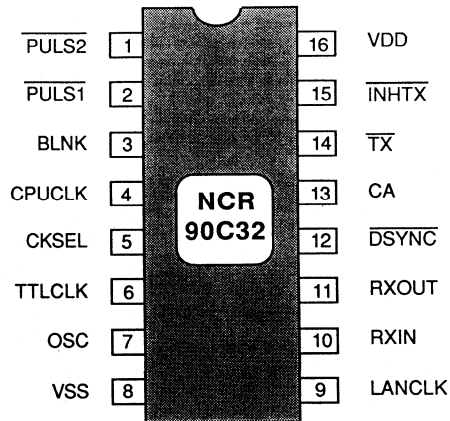 PULS2 1 16 VDD
PULS1 2 15 INHTX
BLNK 3 14 TX
CPUCLK 4 13 CA
NCR
90C32
CKSEL 5 12 DSYNC
TTLCLK 6 11 RXOUT
OSC 7 10 RXIN
VSS 8 9 LANCLK